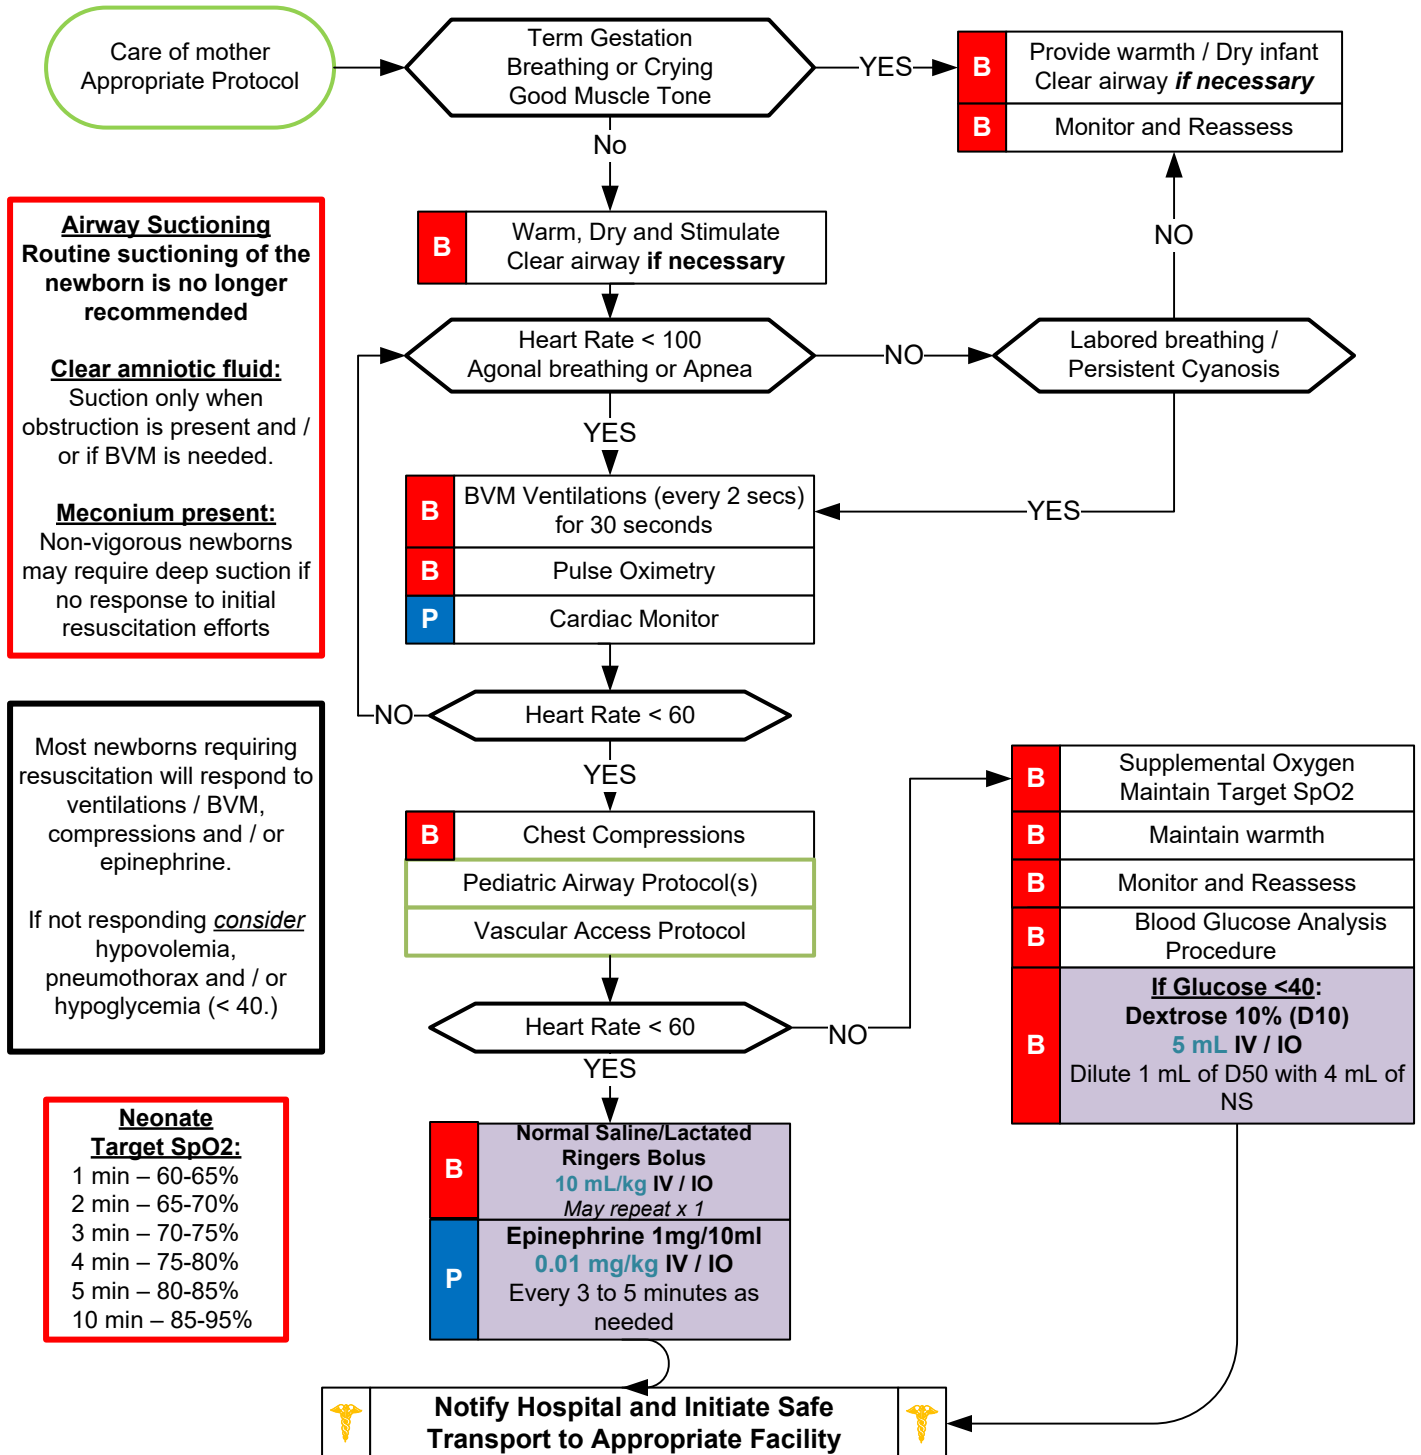 Care of mother
Appropriate Protocol
Term Gestation
Breathing or Crying
Good Muscle Tone
YES
B
Provide warmth / Dry infant
Clear airway if necessary
B
Monitor and Reassess
No
B
Warm, Dry and Stimulate
Clear airway if necessary
NO
Heart Rate < 100
Agonal breathing or Apnea
NO
Labored breathing /
Persistent Cyanosis
YES
YES
B
BVM Ventilations (every 2 secs)
for 30 seconds
B
Pulse Oximetry
P
Cardiac Monitor
NO
Heart Rate < 60
YES
B
Chest Compressions
Pediatric Airway Protocol(s)
Vascular Access Protocol
Heart Rate < 60
NO
YES
B
Normal Saline/Lactated
Ringers Bolus
10 mL/kg IV / IO
May repeat x 1
P
Epinephrine 1mg/10ml
0.01 mg/kg IV / IO
Every 3 to 5 minutes as
needed
B
Supplemental Oxygen
Maintain Target SpO2
B
Maintain warmth
B
Monitor and Reassess
B
Blood Glucose Analysis
Procedure
B
If Glucose <40:
Dextrose 10% (D10)
5 mL IV / IO
Dilute 1 mL of D50 with 4 mL of
NS
Notify Hospital and Initiate Safe
Transport to Appropriate Facility
Airway Suctioning
Routine suctioning of the
newborn is no longer
recommended
Clear amniotic fluid:
Suction only when
obstruction is present and /
or if BVM is needed.
Meconium present:
Non-vigorous newborns
may require deep suction if
no response to initial
resuscitation efforts
Most newborns requiring
resuscitation will respond to
ventilations / BVM,
compressions and / or
epinephrine.
If not responding consider
hypovolemia,
pneumothorax and / or
hypoglycemia (< 40.)
Neonate
Target SpO2:
1 min – 60-65%
2 min – 65-70%
3 min – 70-75%
4 min – 75-80%
5 min – 80-85%
10 min – 85-95%